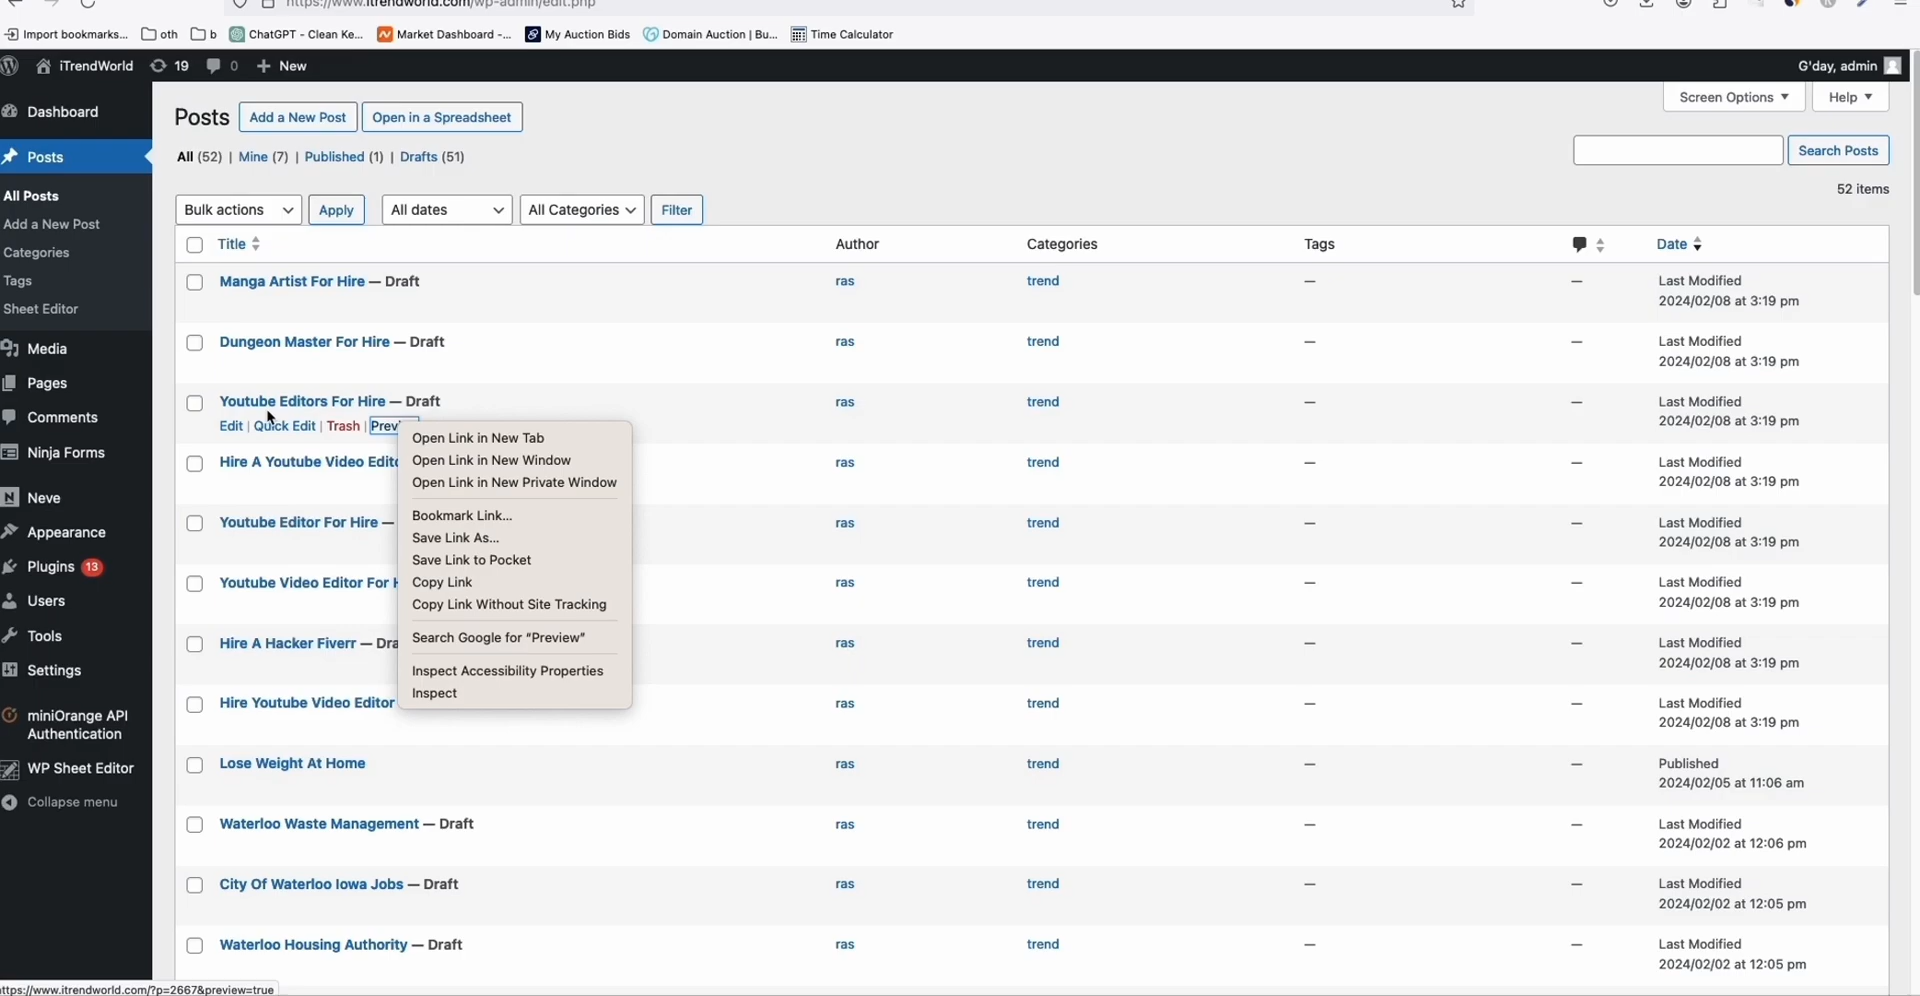 https://www.itrendworld.com/wp-admin/edit.php
Import bookmarks... oth b ChatGPT - Clean Ke... Market Dashboard -... My Auction Bids Domain Auction | Bu... Time Calculator
iTrendWorld 19 0 + New G'day, admin
Dashboard
Posts
All Posts
Add a New Post
Categories
Tags
Sheet Editor
Media
Pages
Comments
Ninja Forms
Neve
Appearance
Plugins 13
Users
Tools
Settings
miniOrange API
Authentication
WP Sheet Editor
Collapse menu
Screen Options Help
Posts Add a New Post Open in a Spreadsheet
All (52) | Mine (7) | Published (1) | Drafts (51)
Search Posts
52 items
Bulk actions Apply All dates All Categories Filter
Title Author Categories Tags Date
Manga Artist For Hire — Draft ras trend — — Last Modified
2024/02/08 at 3:19 pm
Dungeon Master For Hire — Draft ras trend — — Last Modified
2024/02/08 at 3:19 pm
Youtube Editors For Hire — Draft ras trend — — Last Modified
2024/02/08 at 3:19 pm
Edit | Quick Edit | Trash |
Hire A Youtube Video ras trend — — Last Modified
2024/02/08 at 3:19 pm
Youtube Editor For Hire — ras trend — — Last Modified
2024/02/08 at 3:19 pm
Youtube Video Editor For ras trend — — Last Modified
2024/02/08 at 3:19 pm
Hire A Hacker Fiverr — ras trend — — Last Modified
2024/02/08 at 3:19 pm
Hire Youtube Video Editor ras trend — — Last Modified
2024/02/08 at 3:19 pm
Lose Weight At Home ras trend — — Published
2024/02/05 at 11:06 am
Waterloo Waste Management — Draft ras trend — — Last Modified
2024/02/02 at 12:06 pm
City Of Waterloo Iowa Jobs — Draft ras trend — — Last Modified
2024/02/02 at 12:05 pm
Waterloo Housing Authority — Draft ras trend — — Last Modified
2024/02/02 at 12:05 pm
Open Link in New Tab
Open Link in New Window
Open Link in New Private Window
Bookmark Link...
Save Link As...
Save Link to Pocket
Copy Link
Copy Link Without Site Tracking
Search Google for “Preview”
Inspect Accessibility Properties
Inspect
ttps://www.itrendworld.com/?p=2667&preview=true